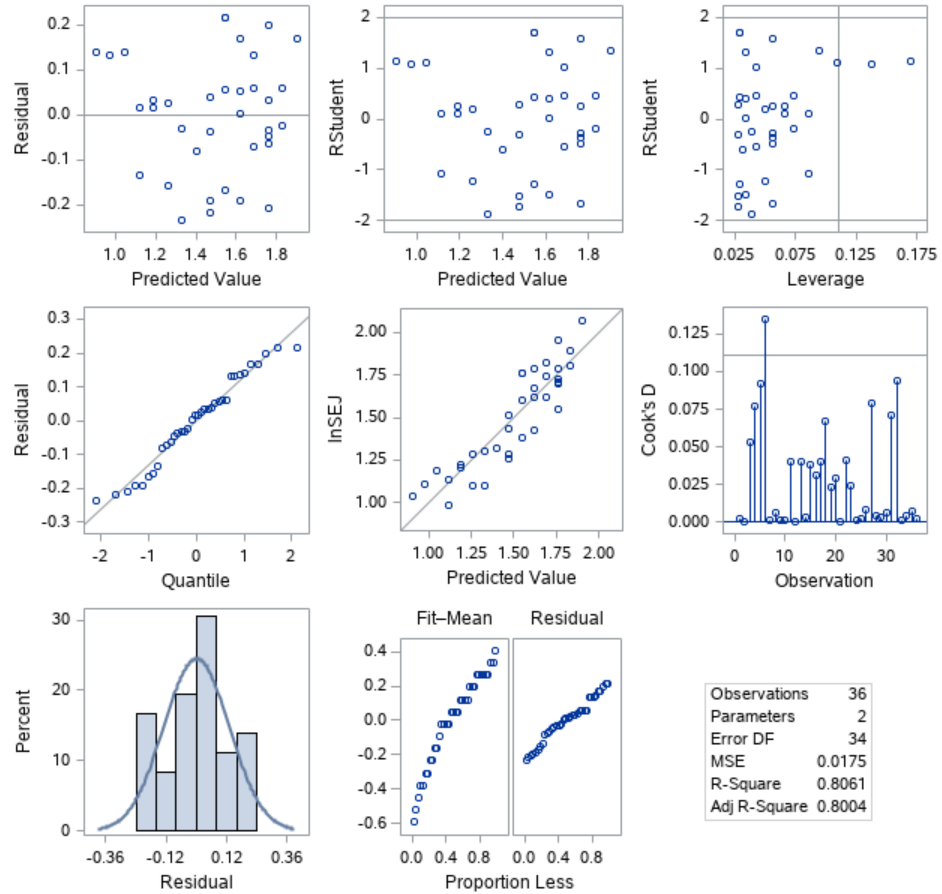 0.2
0.1
0.0
-0.1
-0.2
Residual
1.0 1.2 1.4 1.6 1.8
Predicted Value
2
1
0
-1
-2
RStudent
1.0 1.2 1.4 1.6 1.8
Predicted Value
2
1
0
-1
-2
RStudent
0.025 0.075 0.125 0.175
Leverage
0.3
0.2
0.1
0.0
-0.1
-0.2
-0.3
Residual
-2 -1 0 1 2
Quantile
2.00
1.75
1.50
1.25
1.00
lnSEJ
1.00 1.25 1.50 1.75 2.00
Predicted Value
0.125
0.100
0.075
0.050
0.025
0.000
Cook's D
0 10 20 30
Observation
30
20
10
0
Percent
-0.36 -0.12 0.12 0.36
Residual
Fit–Mean Residual
0.4
0.2
0.0
-0.2
-0.4
-0.6
0.0 0.4 0.8 0.0 0.4 0.8
Proportion Less
Observations 36
Parameters 2
Error DF 34
MSE 0.0175
R-Square 0.8061
Adj R-Square 0.8004